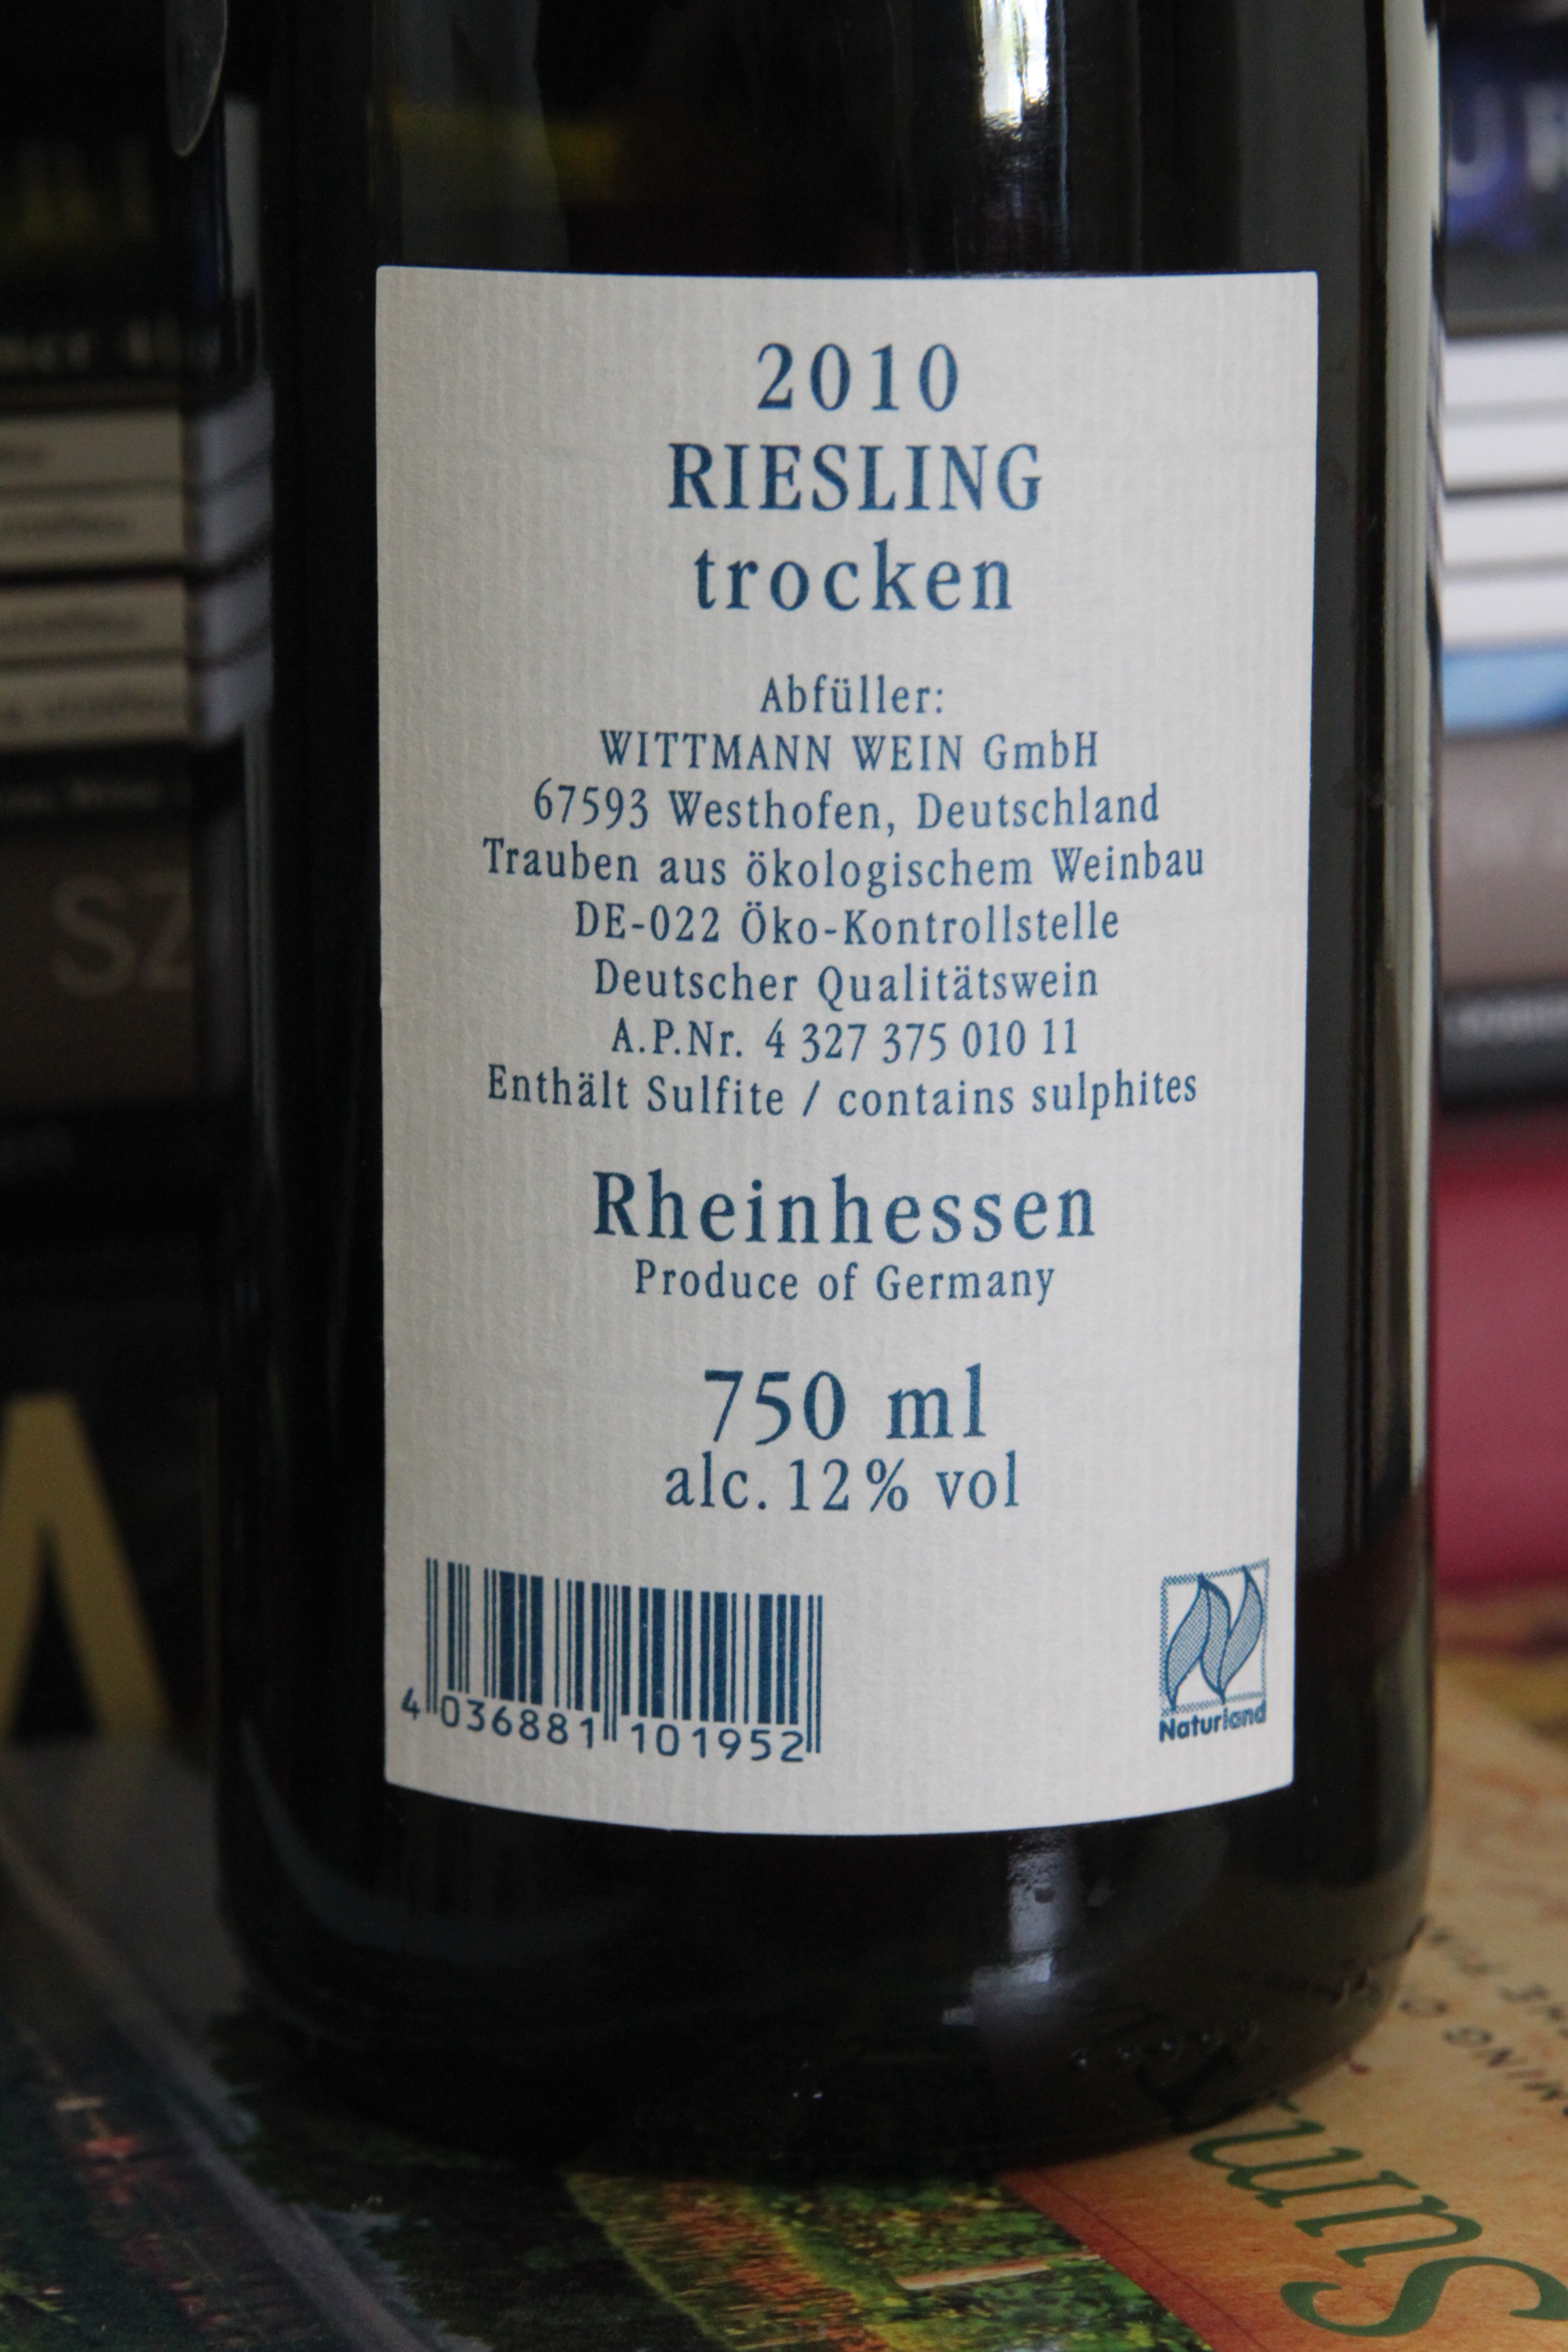 2010
RIESLING
trocken
Abfüller:
WITTMANN WEIN GmbH
67593 Westhofen, Deutschland
Trauben aus ökologischem Weinbau
DE-022 Öko-Kontrollstelle
Deutscher Qualitätswein
A.P.Nr. 4 327 375 010 11
Enthält Sulfite / contains sulphites
Rheinhessen
Produce of Germany
750 ml
alc. 12% vol
4 036881 101952
Naturland
SZ